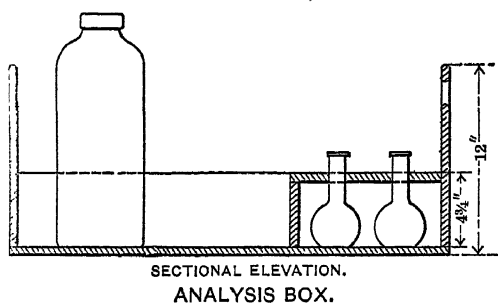 12"
4¾"
SECTIONAL ELEVATION.
ANALYSIS BOX.